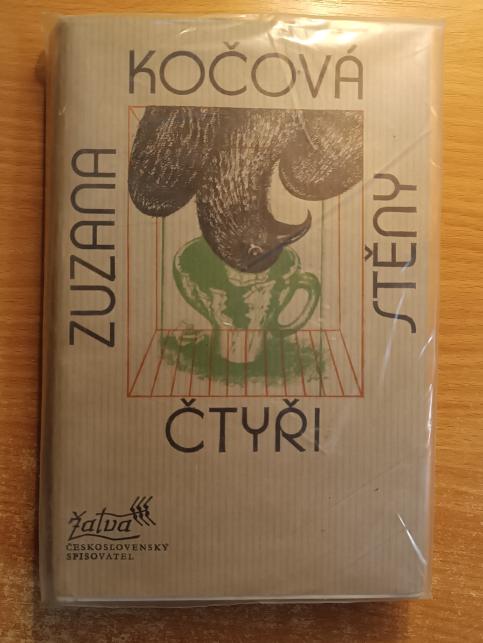 ZUZANA
KOČOVÁ
ČTYŘI
STĚNY
Žatva
ČESKOSLOVENSKÝ
SPISOVATEL